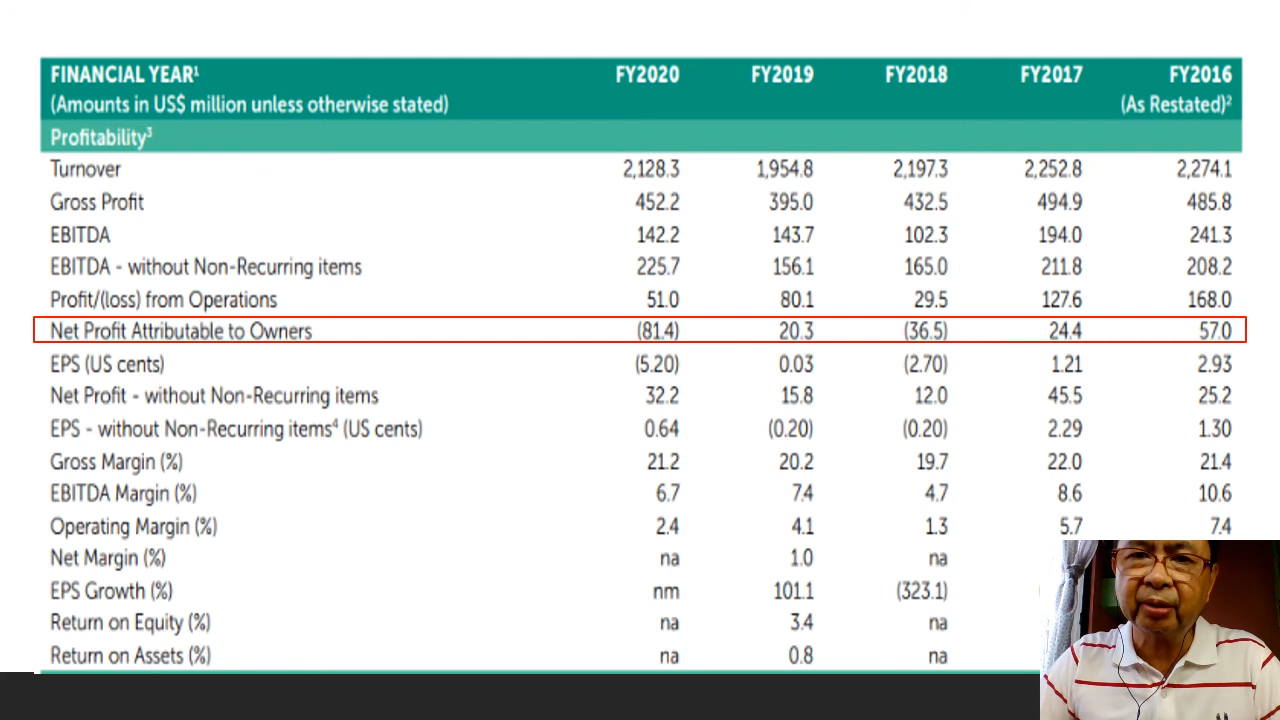 FINANCIAL YEAR¹ FY2020 FY2019 FY2018 FY2017 FY2016
(Amounts in US$ million unless otherwise stated) (As Restated)²
Profitability³
Turnover 2,128.3 1,954.8 2,197.3 2,252.8 2,274.1
Gross Profit 452.2 395.0 432.5 494.9 485.8
EBITDA 142.2 143.7 102.3 194.0 241.3
EBITDA - without Non-Recurring items 225.7 156.1 165.0 211.8 208.2
Profit/(loss) from Operations 51.0 80.1 29.5 127.6 168.0
Net Profit Attributable to Owners (81.4) 20.3 (36.5) 24.4 57.0
EPS (US cents) (5.20) 0.03 (2.70) 1.21 2.93
Net Profit - without Non-Recurring items 32.2 15.8 12.0 45.5 25.2
EPS - without Non-Recurring items⁴ (US cents) 0.64 (0.20) (0.20) 2.29 1.30
Gross Margin (%) 21.2 20.2 19.7 22.0 21.4
EBITDA Margin (%) 6.7 7.4 4.7 8.6 10.6
Operating Margin (%) 2.4 4.1 1.3 5.7 7.4
Net Margin (%) na 1.0 na
EPS Growth (%) nm 101.1 (323.1)
Return on Equity (%) na 3.4 na
Return on Assets (%) na 0.8 na